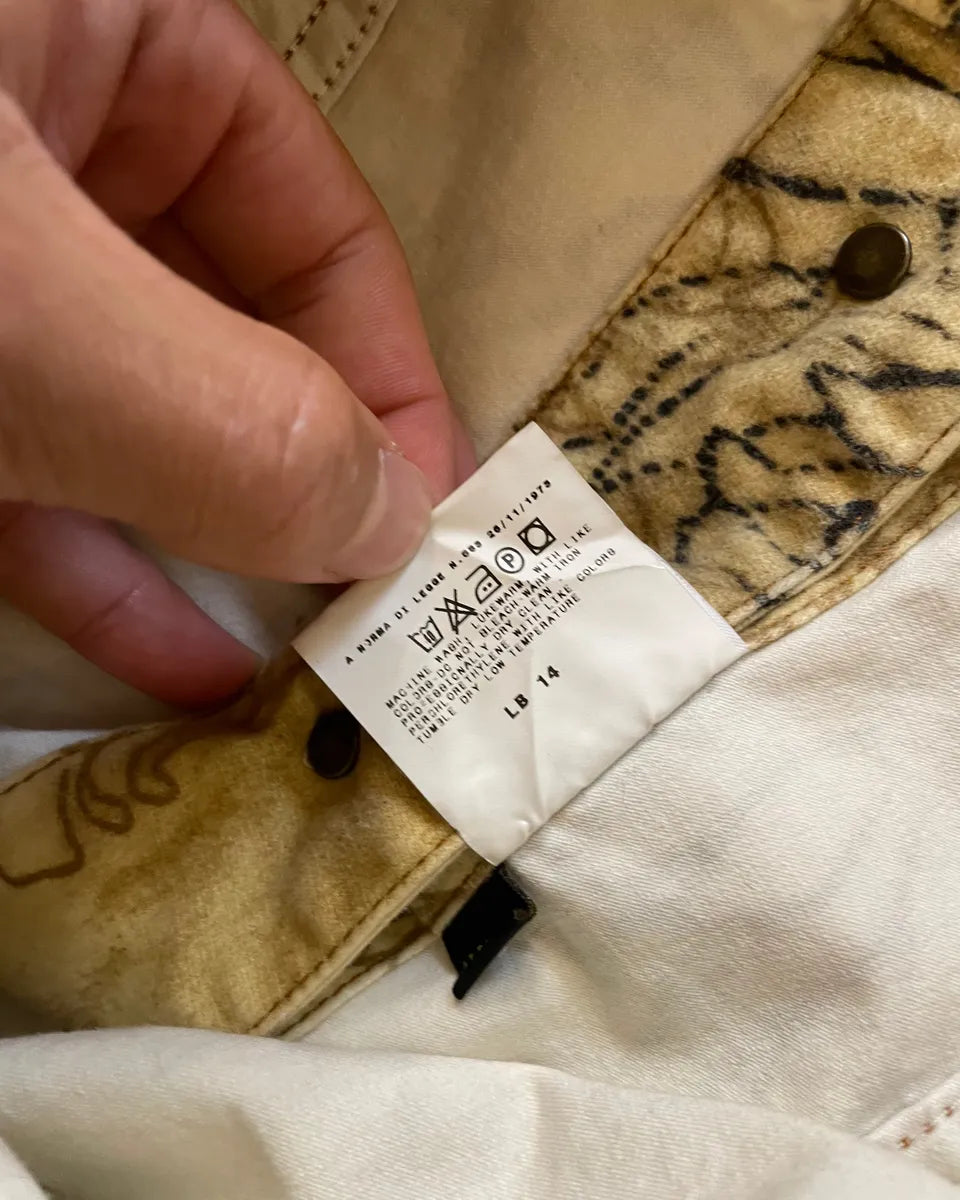 A NORMA DI LEGGE N.883 26/11/1973
P
MACHINE WASH, LUKEWARM, WITH LIKE
COLORS-DO NOT BLEACH-WARM IRON
PROFESSIONALLY DRY CLEAN
PERCHLORETHYLENE WITH LIKE COLORS
TUMBLE DRY LOW TEMPERATURE
LB 14